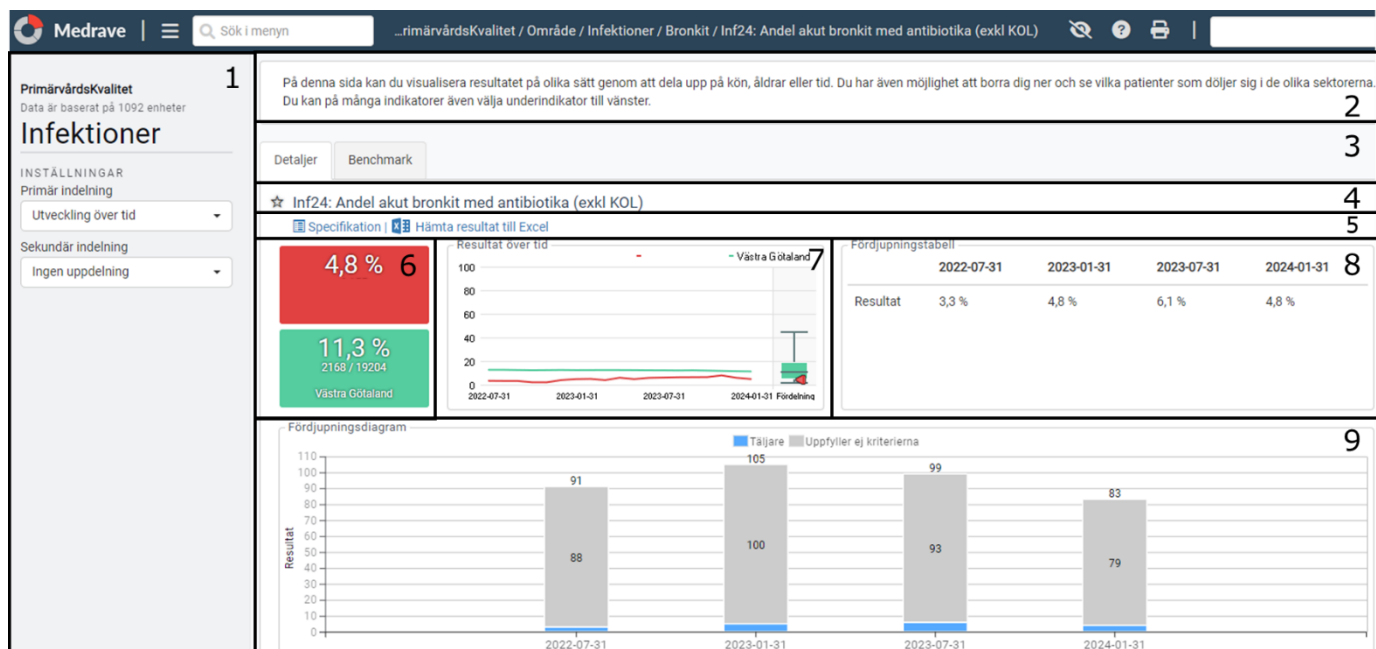 Medrave | Sök i menyn ...rimärvårdsKvalitet / Område / Infektioner / Bronkit / Inf24: Andel akut bronkit med antibiotika (exkl KOL) |
1
PrimärvårdsKvalitet
Data är baserat på 1092 enheter
Infektioner
INSTÄLLNINGAR
Primär indelning
Utveckling över tid
Sekundär indelning
Ingen uppdelning
På denna sida kan du visualisera resultatet på olika sätt genom att dela upp på kön, åldrar eller tid. Du har även möjlighet att borra dig ner och se vilka patienter som döljer sig i de olika sektorerna.
Du kan på många indikatorer även välja underindikator till vänster.
2
Detaljer Benchmark
3
Inf24: Andel akut bronkit med antibiotika (exkl KOL)
4
Specifikation | Hämta resultat till Excel
5
4,8 %
6
11,3 %
2168 / 19204
Västra Götaland
Resultat över tid
- - Västra Götaland
7
100
80
60
40
20
0
2022-07-31 2023-01-31 2023-07-31 2024-01-31 Fördelning
Fördjupningstabell
2022-07-31 2023-01-31 2023-07-31 2024-01-31
8
Resultat 3,3 % 4,8 % 6,1 % 4,8 %
Fördjupningsdiagram
9
Täljare Uppfyller ej kriterierna
Resultat
110
100
90
80
70
60
50
40
30
20
10
0
91 105 99 83
88 100 93 79
2022-07-31 2023-01-31 2023-07-31 2024-01-31